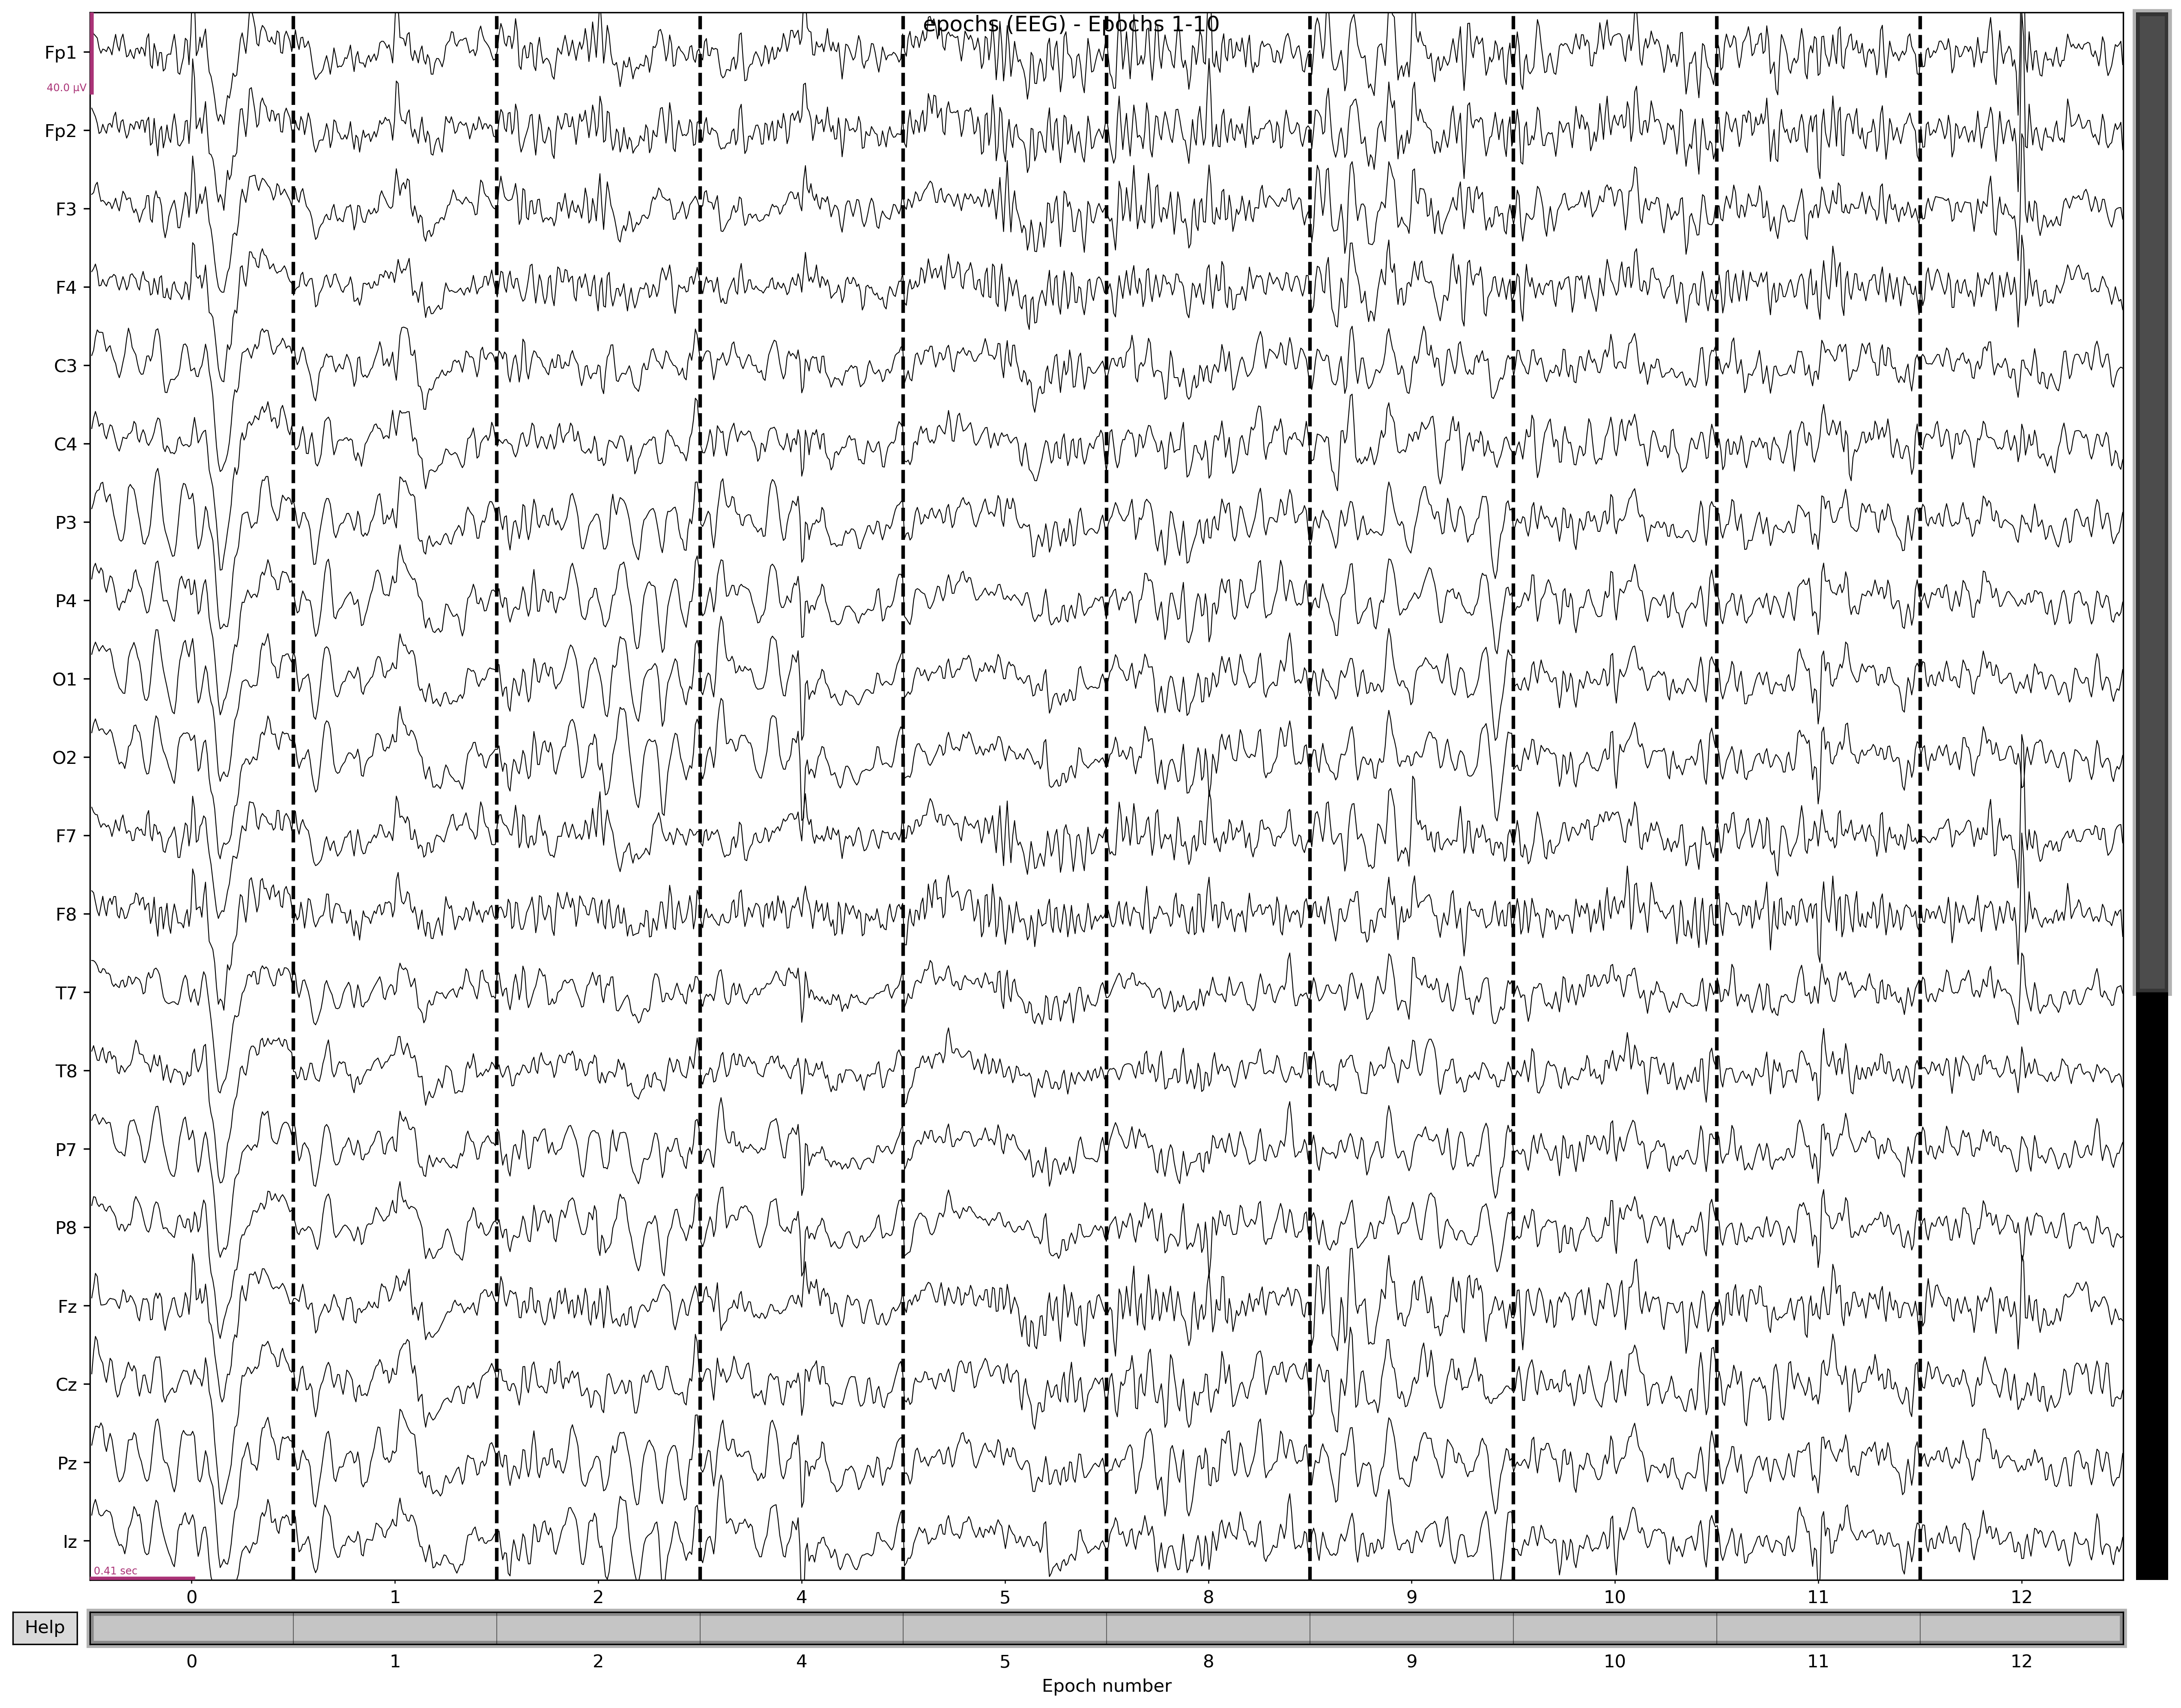 epochs (EEG) - Epochs 1-10
Fp1
40.0 µV
Fp2
F3
F4
C3
C4
P3
P4
O1
O2
F7
F8
T7
T8
P7
P8
Fz
Cz
Pz
Iz
0.41 sec
0 1 2 4 5 8 9 10 11 12
Help
0 1 2 4 5 8 9 10 11 12
Epoch number